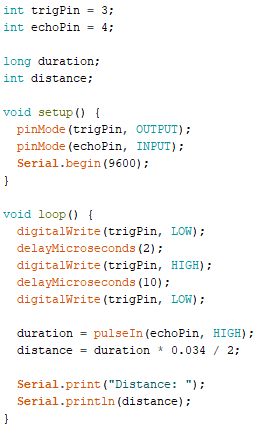 int trigPin = 3;
int echoPin = 4;

long duration;
int distance;

void setup() {
  pinMode(trigPin, OUTPUT);
  pinMode(echoPin, INPUT);
  Serial.begin(9600);
}

void loop() {
  digitalWrite(trigPin, LOW);
  delayMicroseconds(2);
  digitalWrite(trigPin, HIGH);
  delayMicroseconds(10);
  digitalWrite(trigPin, LOW);

  duration = pulseIn(echoPin, HIGH);
  distance = duration * 0.034 / 2;

  Serial.print("Distance: ");
  Serial.println(distance);
}